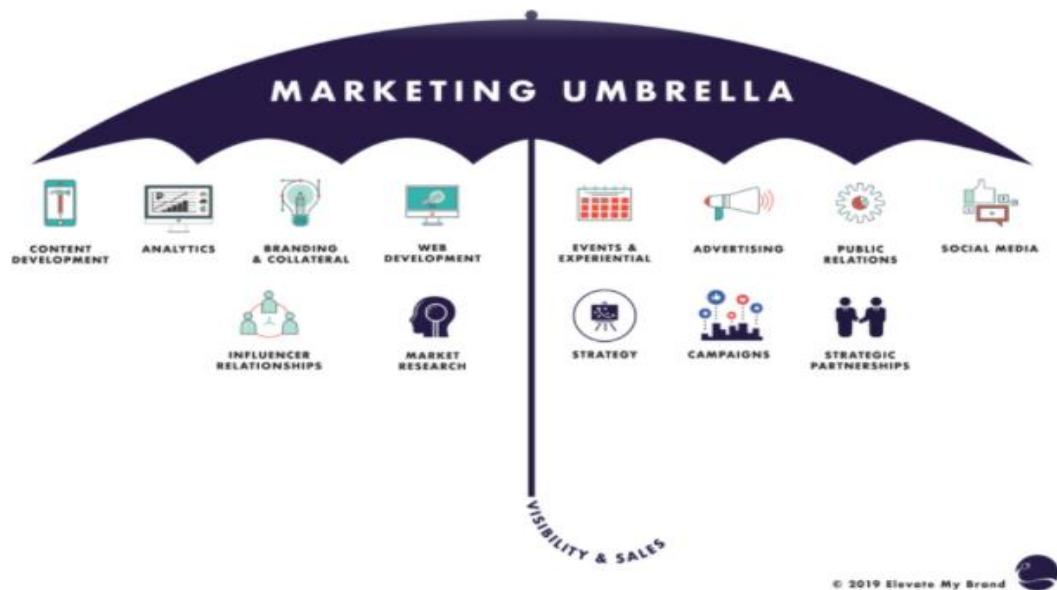 MARKETING UMBRELLA
CONTENT
DEVELOPMENT
ANALYTICS
BRANDING
& COLLATERAL
WEB
DEVELOPMENT
EVENTS &
EXPERIENTIAL
ADVERTISING
PUBLIC
RELATIONS
SOCIAL MEDIA
INFLUENCER
RELATIONSHIPS
MARKET
RESEARCH
STRATEGY
CAMPAIGNS
STRATEGIC
PARTNERSHIPS
VISIBILITY & SALES
© 2019 Elevate My Brand